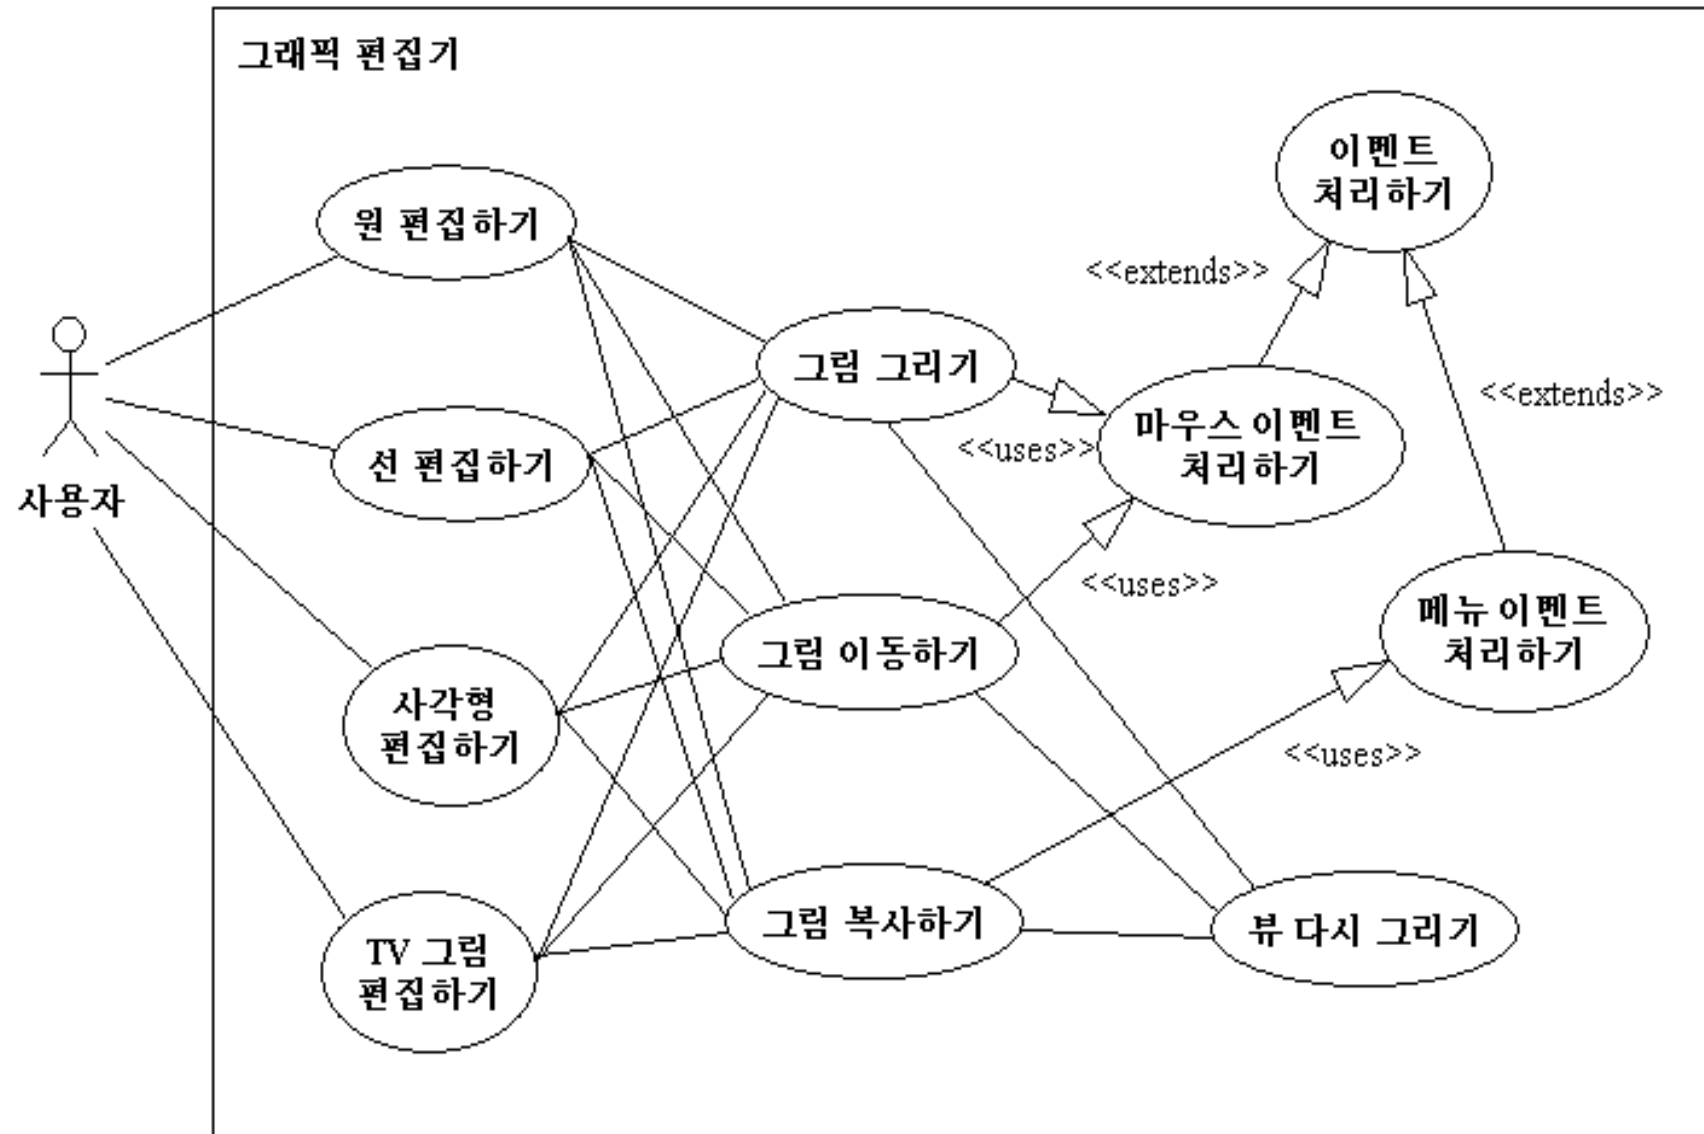 그래픽 편집기
이벤트
처리하기
원 편집하기
<<extends>>
그림 그리기
<<extends>>
마우스 이벤트
처리하기
<<uses>>
선 편집하기
사용자
<<uses>>
메뉴 이벤트
처리하기
그림 이동하기
사각형
편집하기
<<uses>>
그림 복사하기
뷰 다시 그리기
TV 그림
편집하기